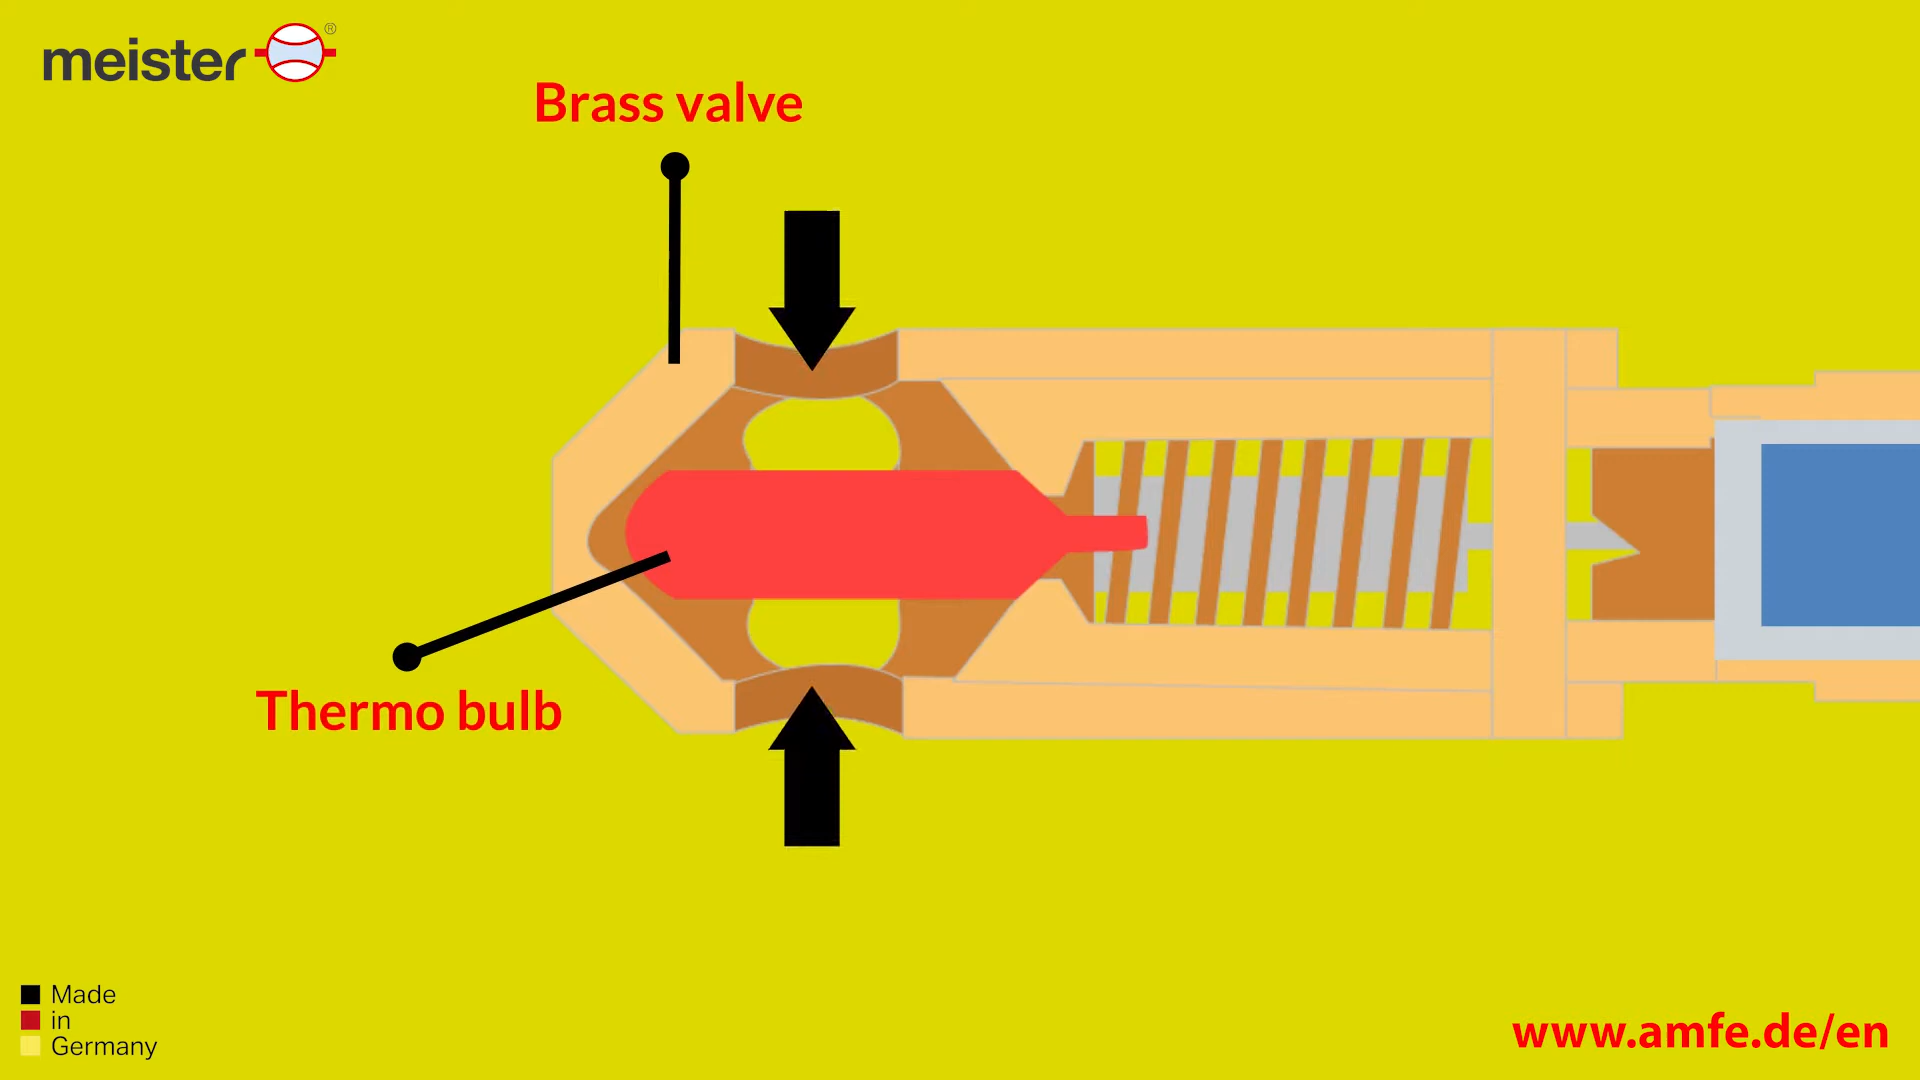 meister®
Brass valve
Thermo bulb
Made
in
Germany
www.amfe.de/en